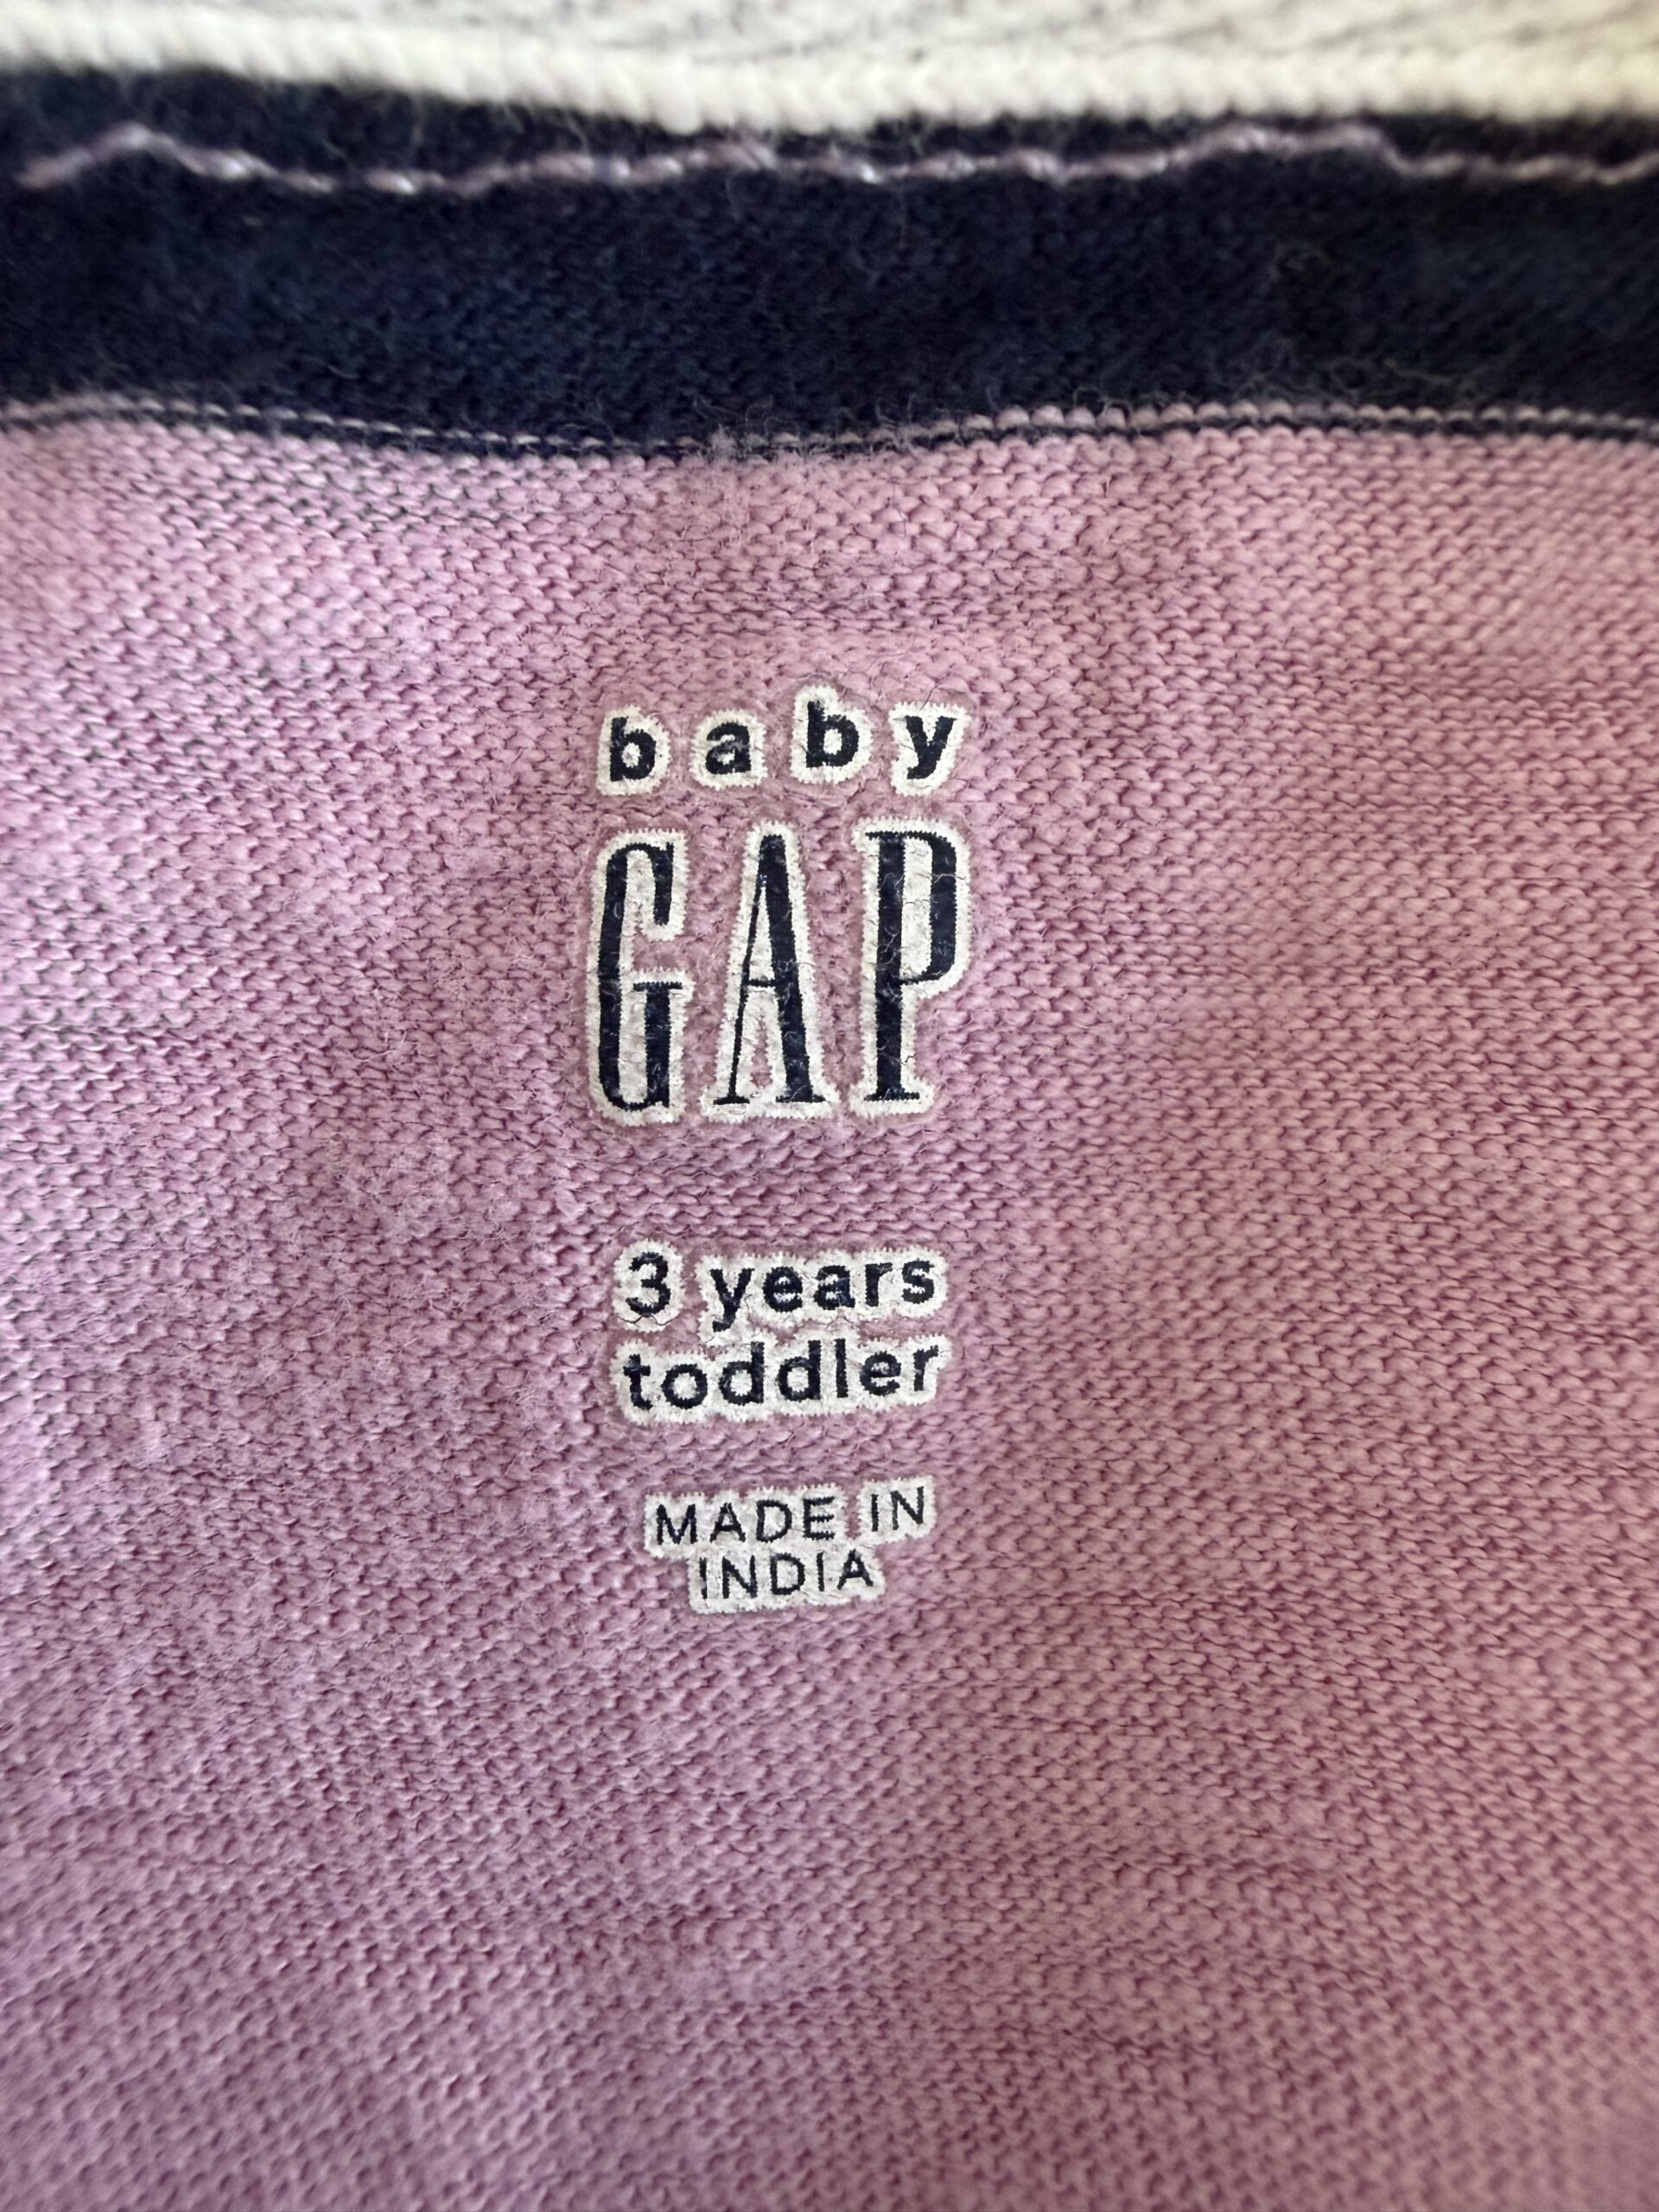 baby
GAP
3 years
toddler
MADE IN
INDIA